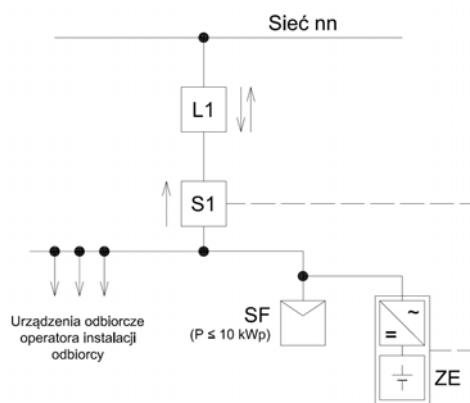 Sieć nn
L1
S1
Urządzenia odbiorcze
operatora instalacji
odbiorcy
SF
(P ≤ 10 kWp)
~
=
ZE